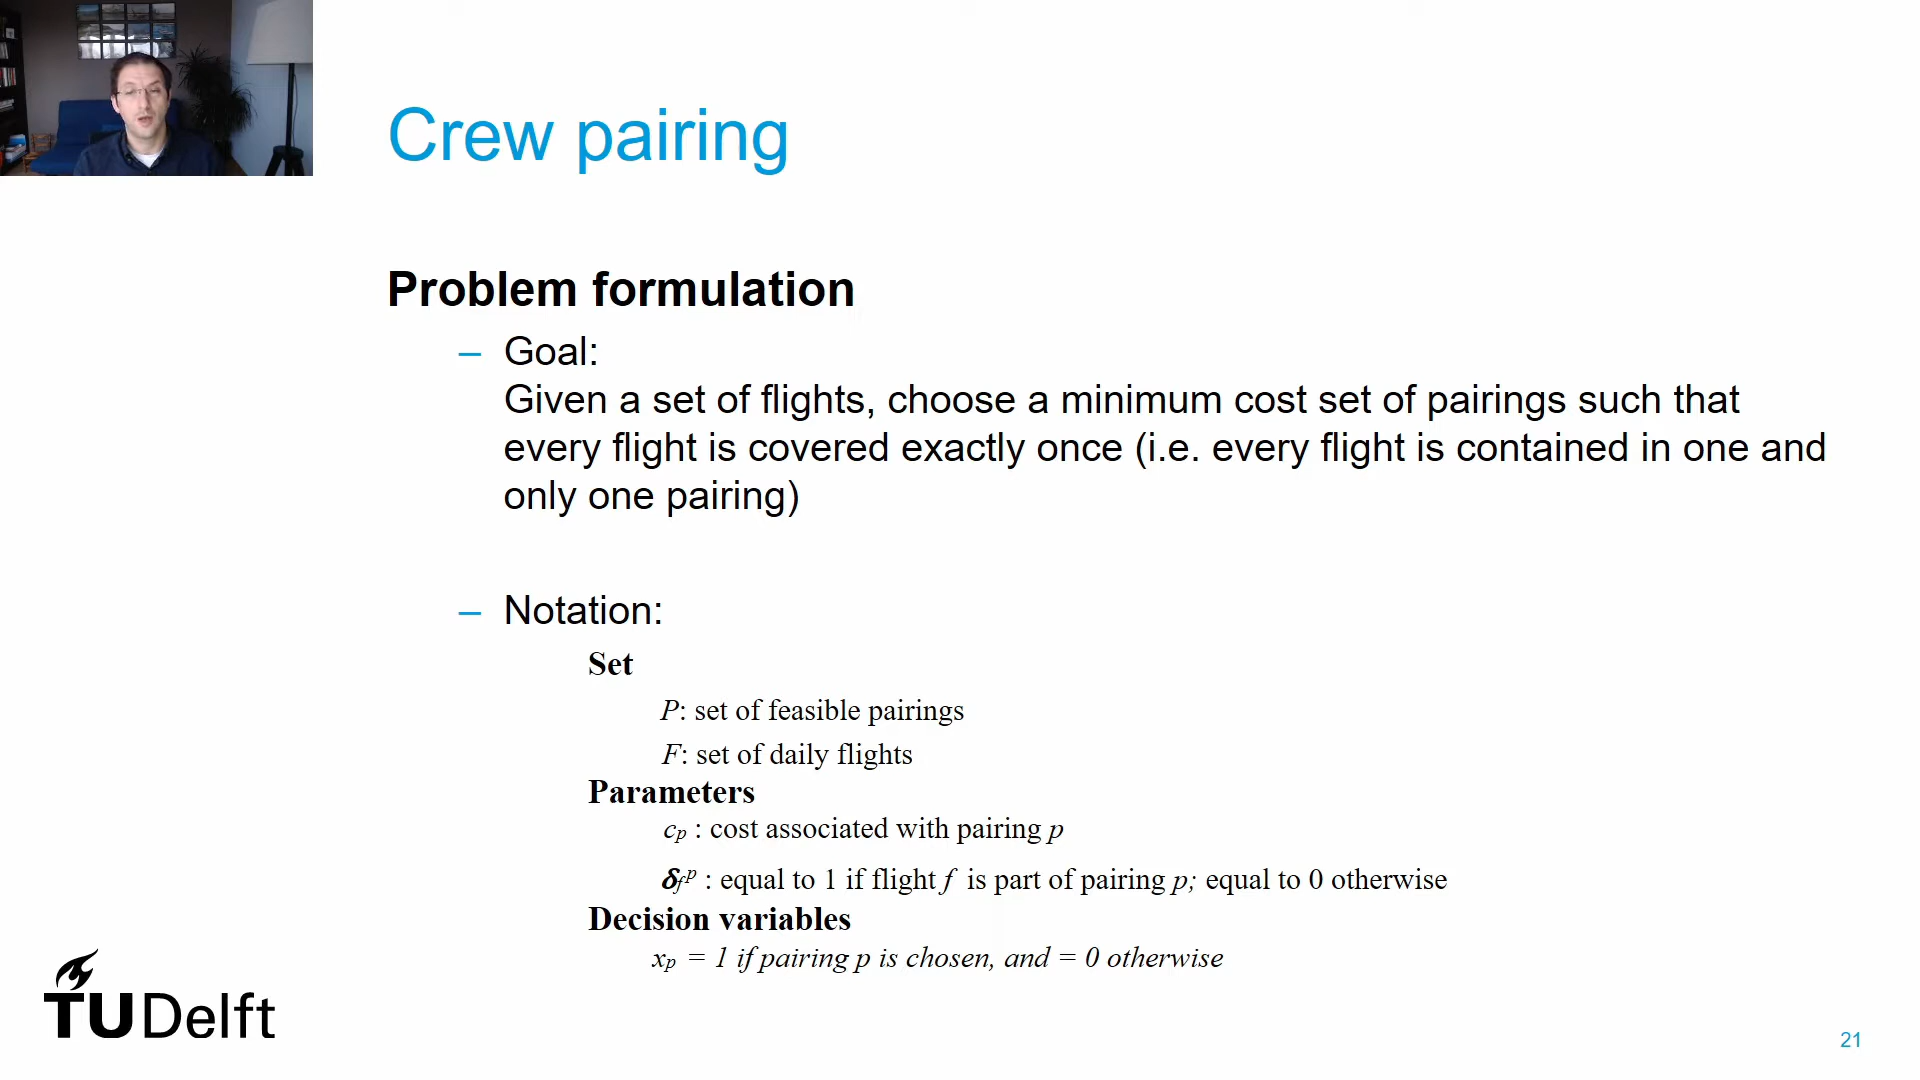 Crew pairing
Problem formulation
– Goal:
Given a set of flights, choose a minimum cost set of pairings such that
every flight is covered exactly once (i.e. every flight is contained in one and
only one pairing)
– Notation:
Set
P: set of feasible pairings
F: set of daily flights
Parameters
cₚ : cost associated with pairing p
δfᵖ : equal to 1 if flight f is part of pairing p; equal to 0 otherwise
Decision variables
xₚ = 1 if pairing p is chosen, and = 0 otherwise
TUDelft
21